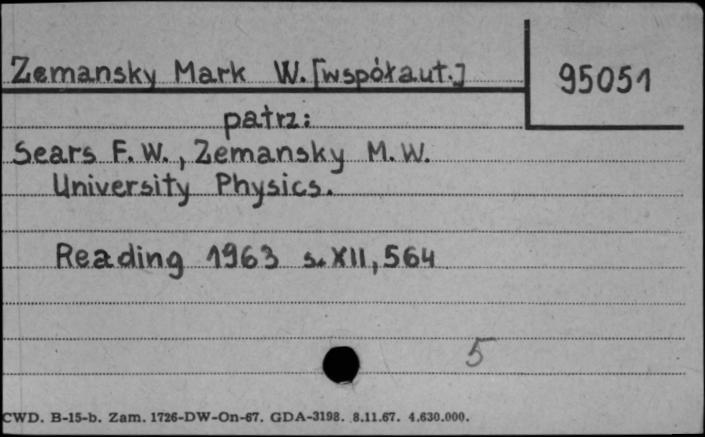 Zemansky Mark W. [współaut.]
95051
patrz:
Sears F. W., Zemansky M. W.
University Physics.
Reading 1963 s. XII, 564
5
CWD. B-15-b. Zam. 1726-DW-On-67. GDA-3198. 8.11.67. 4.630.000.